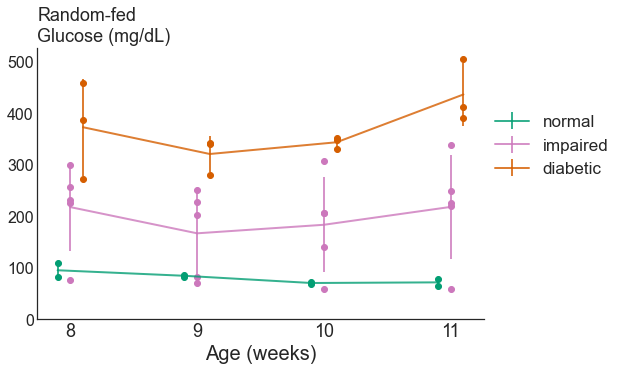 Random-fed
Glucose (mg/dL)
500
400
300
200
100
0
8 9 10 11
Age (weeks)
normal
impaired
diabetic